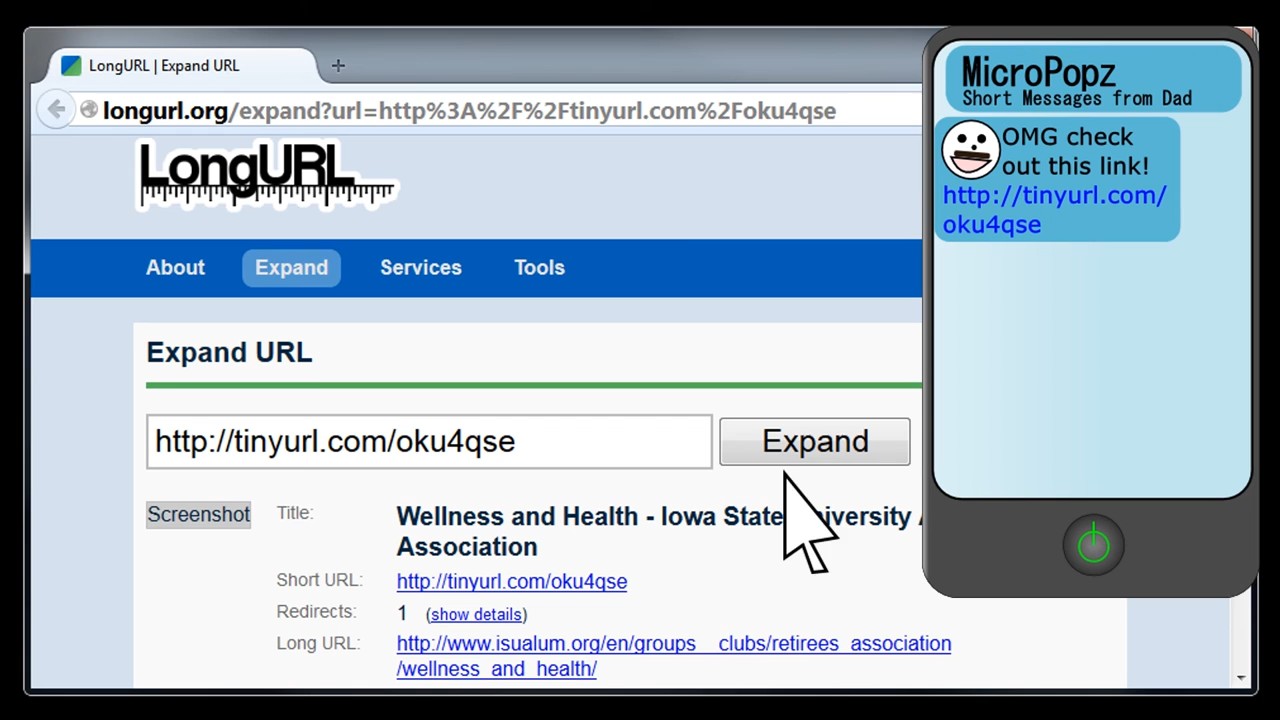 LongURL | Expand URL
longurl.org/expand?url=http%3A%2F%2Ftinyurl.com%2Foku4qse
LongURL
About Expand Services Tools
Expand URL
http://tinyurl.com/oku4qse Expand
Screenshot
Title: Wellness and Health - Iowa State University
Association
Short URL: http://tinyurl.com/oku4qse
Redirects: 1 (show details)
Long URL: http://www.isualum.org/en/groups__clubs/retirees_association
/wellness_and_health/
MicroPopz
Short Messages from Dad
OMG check
out this link!
http://tinyurl.com/
oku4qse